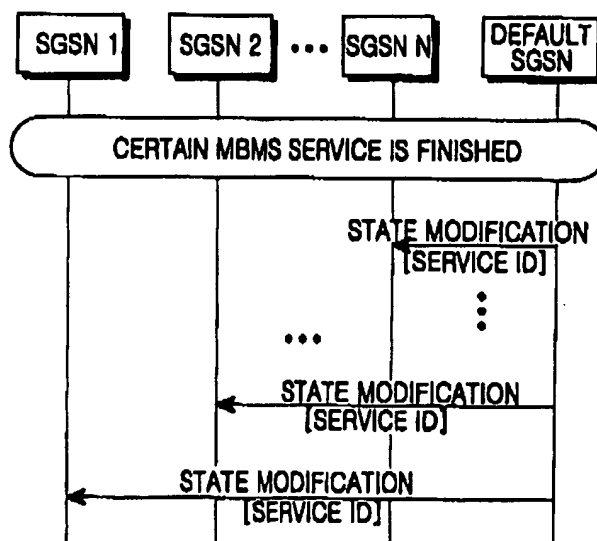 SGSN 1
SGSN 2
•••
SGSN N
DEFAULT
SGSN
CERTAIN MBMS SERVICE IS FINISHED
STATE MODIFICATION
[SERVICE ID]
•••
STATE MODIFICATION
[SERVICE ID]
STATE MODIFICATION
[SERVICE ID]